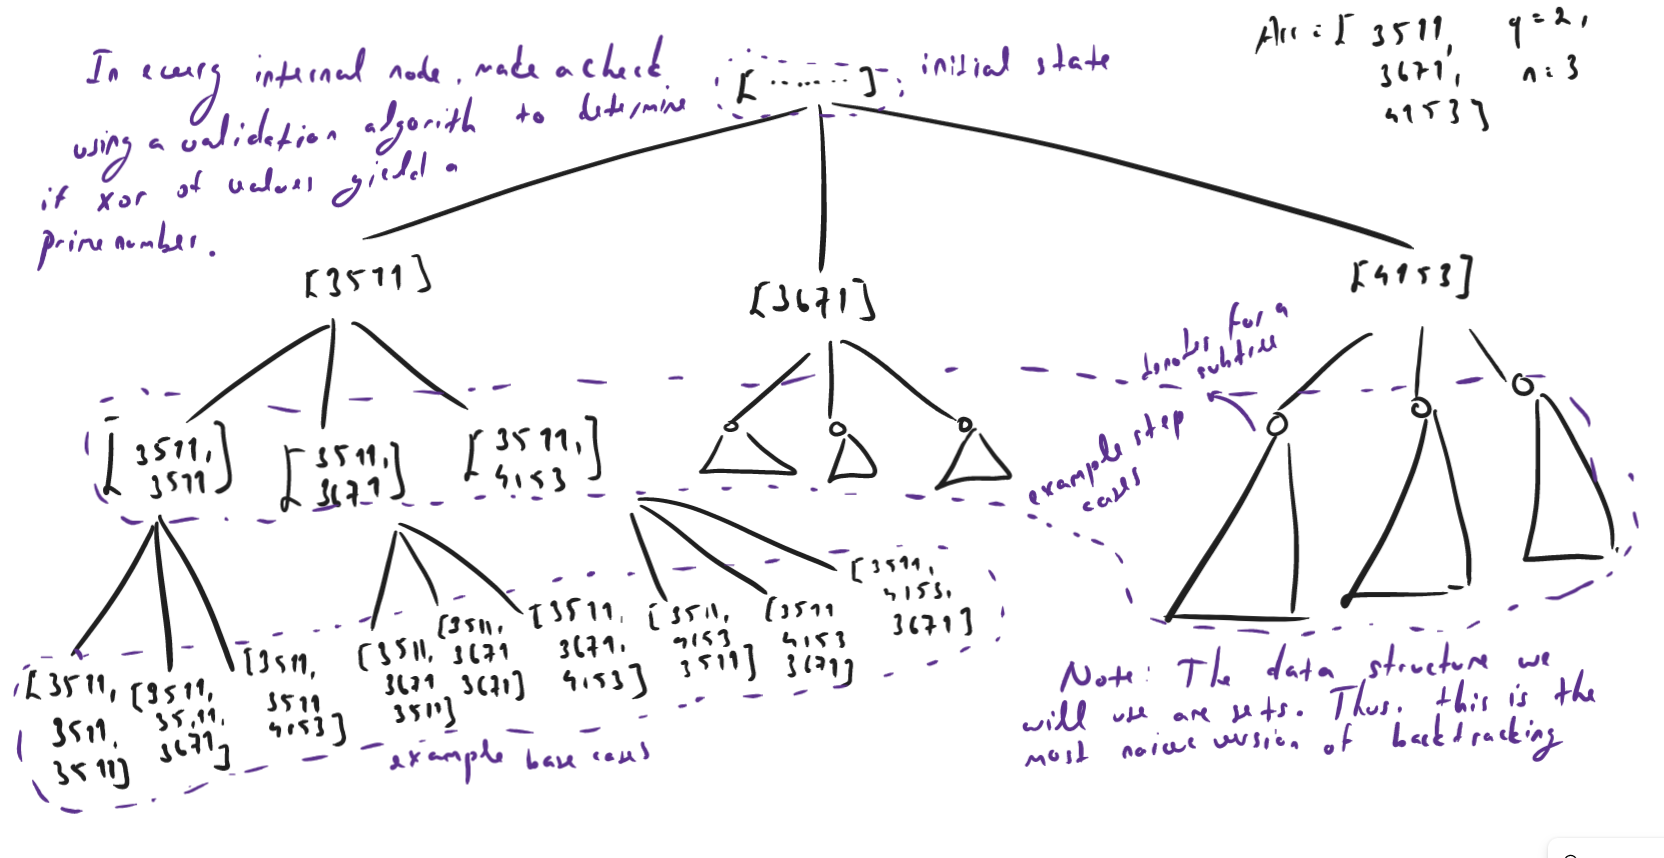 In every internal node, make a check
using a validation algorith to determine
if xor of values yield a
prime number.
[ ....... ]
initial state
Arr = [ 3511,
3671,
4153]
q = 2,
n = 3
[3511]
[3671]
[4153]
denotes for a
subtree
example step
cases
[3511,
3511]
[3511,
3671]
[3511,
4153]
[3511,
3511,
3511]
[3511,
3511,
3671]
[3511,
3511
4153]
[3511,
3671
3511]
[3511,
3671
3671]
[3511,
3671,
4153]
[3511,
4153
3511]
[3511
4153
3671]
[3511,
4153,
3671]
example base cases
Note: The data structure we
will use are sets. Thus, this is the
most naive version of backtracking